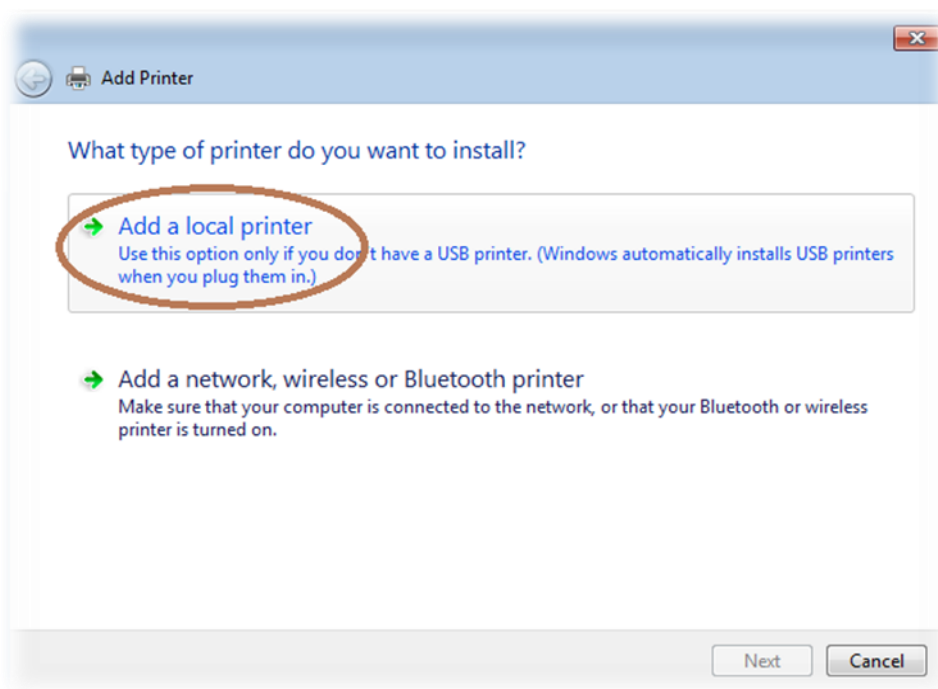 Add Printer
What type of printer do you want to install?
Add a local printer
Use this option only if you don't have a USB printer. (Windows automatically installs USB printers
when you plug them in.)
Add a network, wireless or Bluetooth printer
Make sure that your computer is connected to the network, or that your Bluetooth or wireless
printer is turned on.
Next Cancel